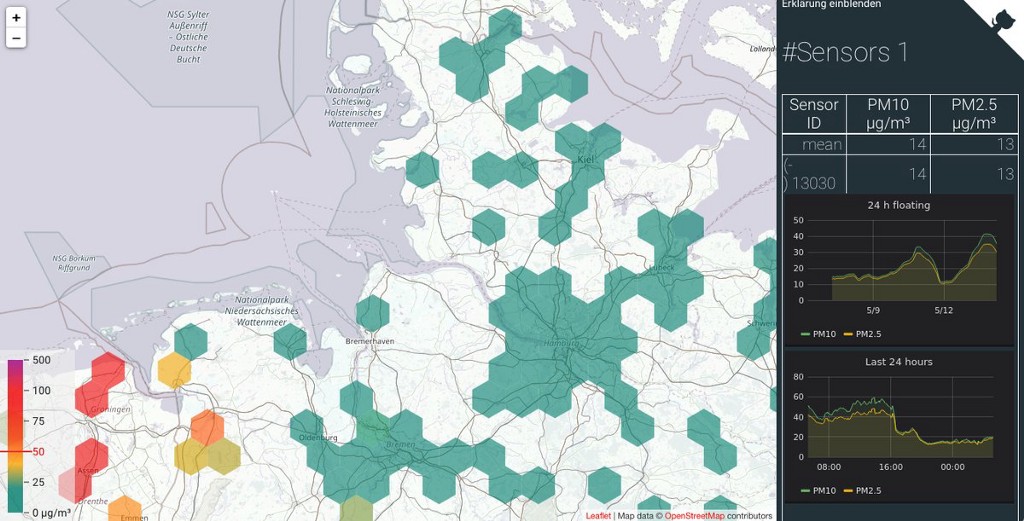 +
−
NSG Sylter
Außenriff
- Östliche
Deutsche
Bucht
Nationalpark
Schleswig-
Holsteinisches
Wattenmeer
Kiel
NSG Borkum
Riffgrund
Lübeck
Nationalpark
Niedersächsisches
Wattenmeer
Bremerhaven
Hamburg
Groningen
Oldenburg
Bremen
Assen
Drenthe
Emmen
500
100
75
50
25
0 µg/m³
Leaflet | Map data © OpenStreetMap contributors
Erklärung einblenden
#Sensors 1
Sensor ID PM10 µg/m³ PM2.5 µg/m³
mean 14 13
(-) 13030 14 13
24 h floating
50
40
30
20
10
0
5/9 5/12
PM10 PM2.5
Last 24 hours
80
60
40
20
0
08:00 16:00 00:00
PM10 PM2.5